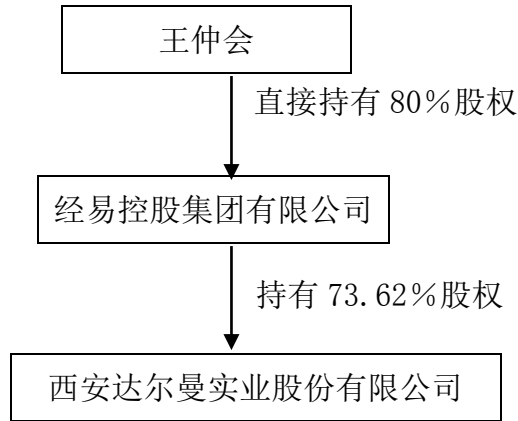 王仲会
直接持有 80％股权
经易控股集团有限公司
持有 73.62％股权
西安达尔曼实业股份有限公司